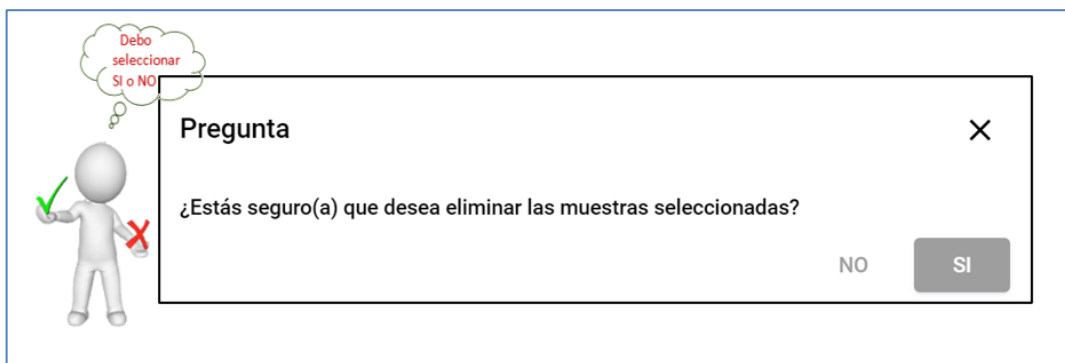 Debo
seleccionar
SI o NO
Pregunta
¿Estás seguro(a) que desea eliminar las muestras seleccionadas?
NO
SI